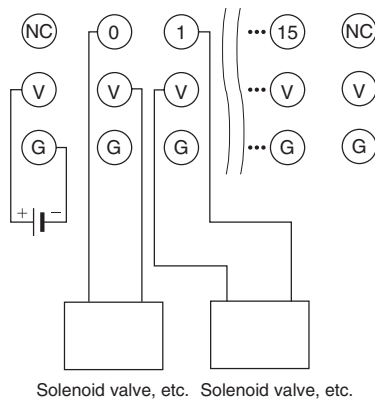 NC 0 1 ••• 15 NC
V V V ••• V V
G G G ••• G G
+ −
Solenoid valve, etc. Solenoid valve, etc.